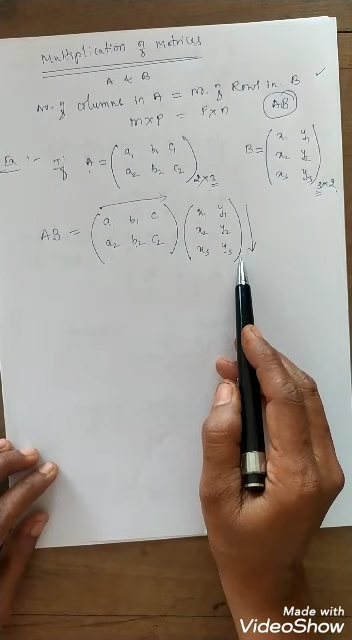 Multiplication of Matrices
A & B
no. of columns in A = no. of Rows in B ✓
m×p = p×n (AB)
Ex :- If A = ( a₁ b₁ c₁ B = ( x₁ y₁
a₂ b₂ c₂ )₂×₃ x₂ y₂
x₃ y₃ )₃×₂
AB = ( a₁ b₁ c₁ ) ( x₁ y₁ )
a₂ b₂ c₂ x₂ y₂
x₃ y₃
Made with
VideoShow